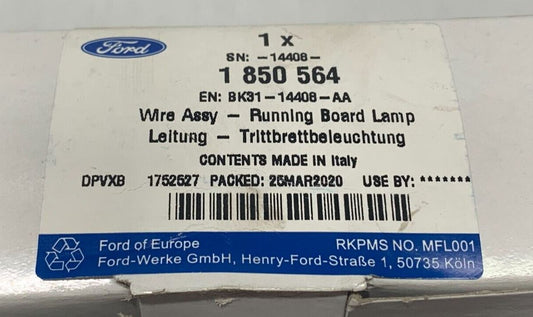 Ford
1 x
SN: -14408-
1 850 564
EN: BK31-14408-AA
Wire Assy - Running Board Lamp
Leitung - Trittbrettbeleuchtung
CONTENTS MADE IN Italy
DPVXB 1752527 PACKED: 25MAR2020 USE BY: *******
Ford of Europe RKPMS NO. MFL001
Ford-Werke GmbH, Henry-Ford-Straße 1, 50735 Köln